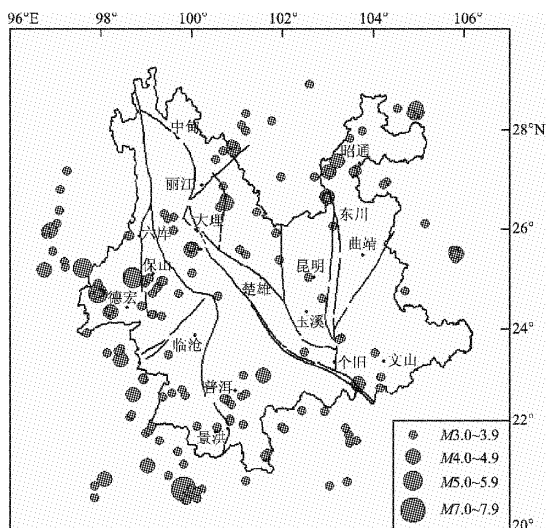 96°E 98° 100° 102° 104° 106°
28°N
26°
24°
22°
20°
中甸
昭通
丽江
大理
东川
六库
曲靖
昆明
保山
楚雄
德宏
玉溪
临沧
个旧
文山
普洱
景洪
M3.0~3.9
M4.0~4.9
M5.0~5.9
M7.0~7.9